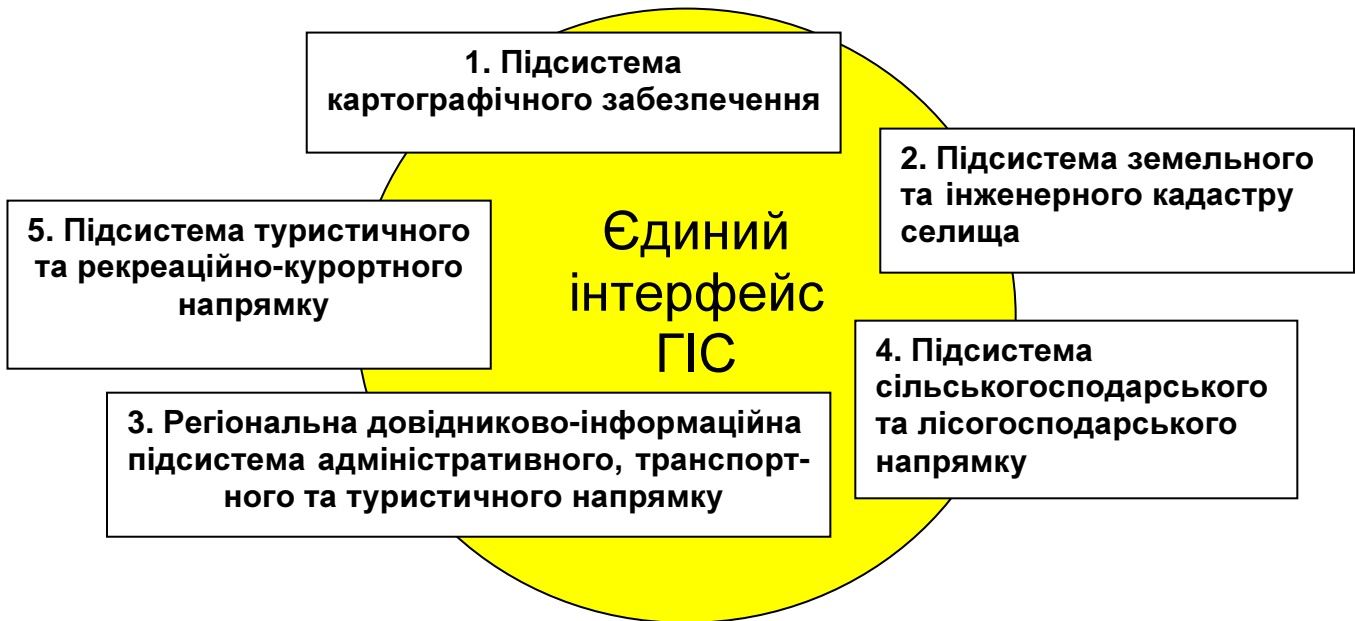 1. Підсистема
картографічного забезпечення
2. Підсистема земельного
та інженерного кадастру
селища
5. Підсистема туристичного
та рекреаційно-курортного
напрямку
Єдиний
інтерфейс
ГІС
4. Підсистема
сільськогосподарського
та лісогосподарського
напрямку
3. Регіональна довідниково-інформаційна
підсистема адміністративного, транспорт-
ного та туристичного напрямку